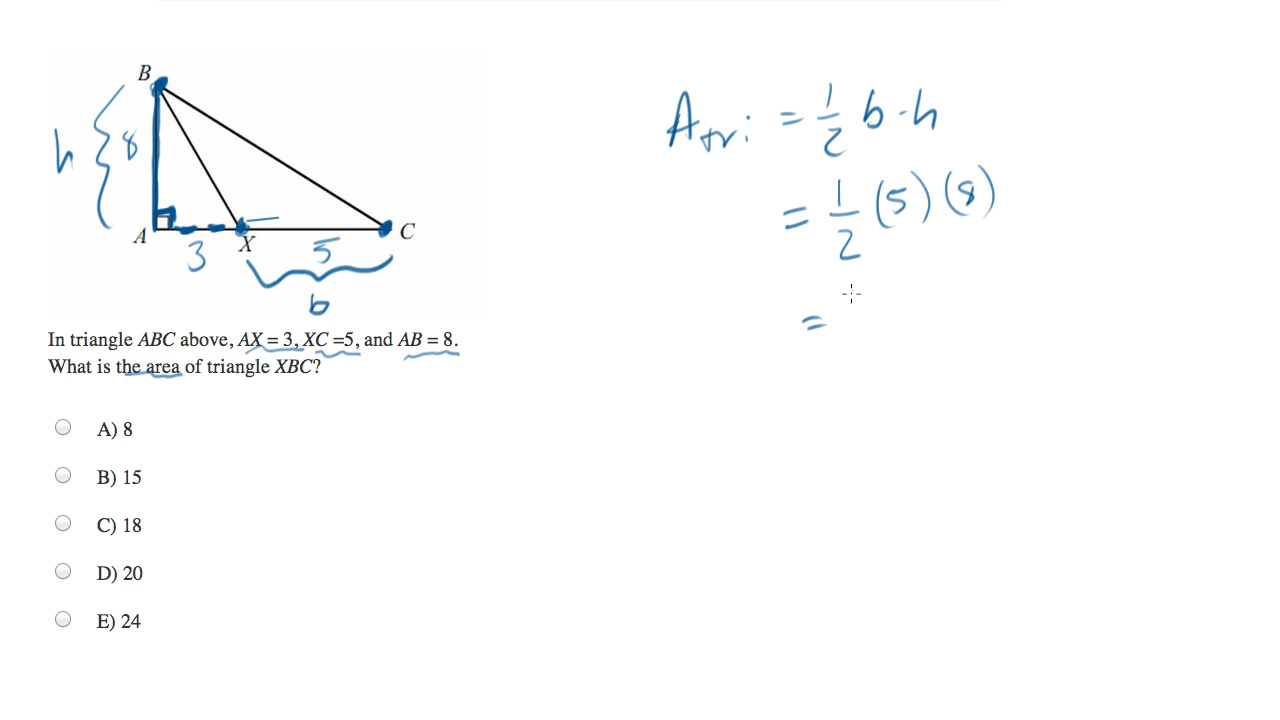 B
h { 8
A
3
X
5
C
b
In triangle ABC above, AX = 3, XC =5, and AB = 8.
What is the area of triangle XBC?
A) 8
B) 15
C) 18
D) 20
E) 24
Atri = 1/2 b · h
= 1/2 (5) (8)
=